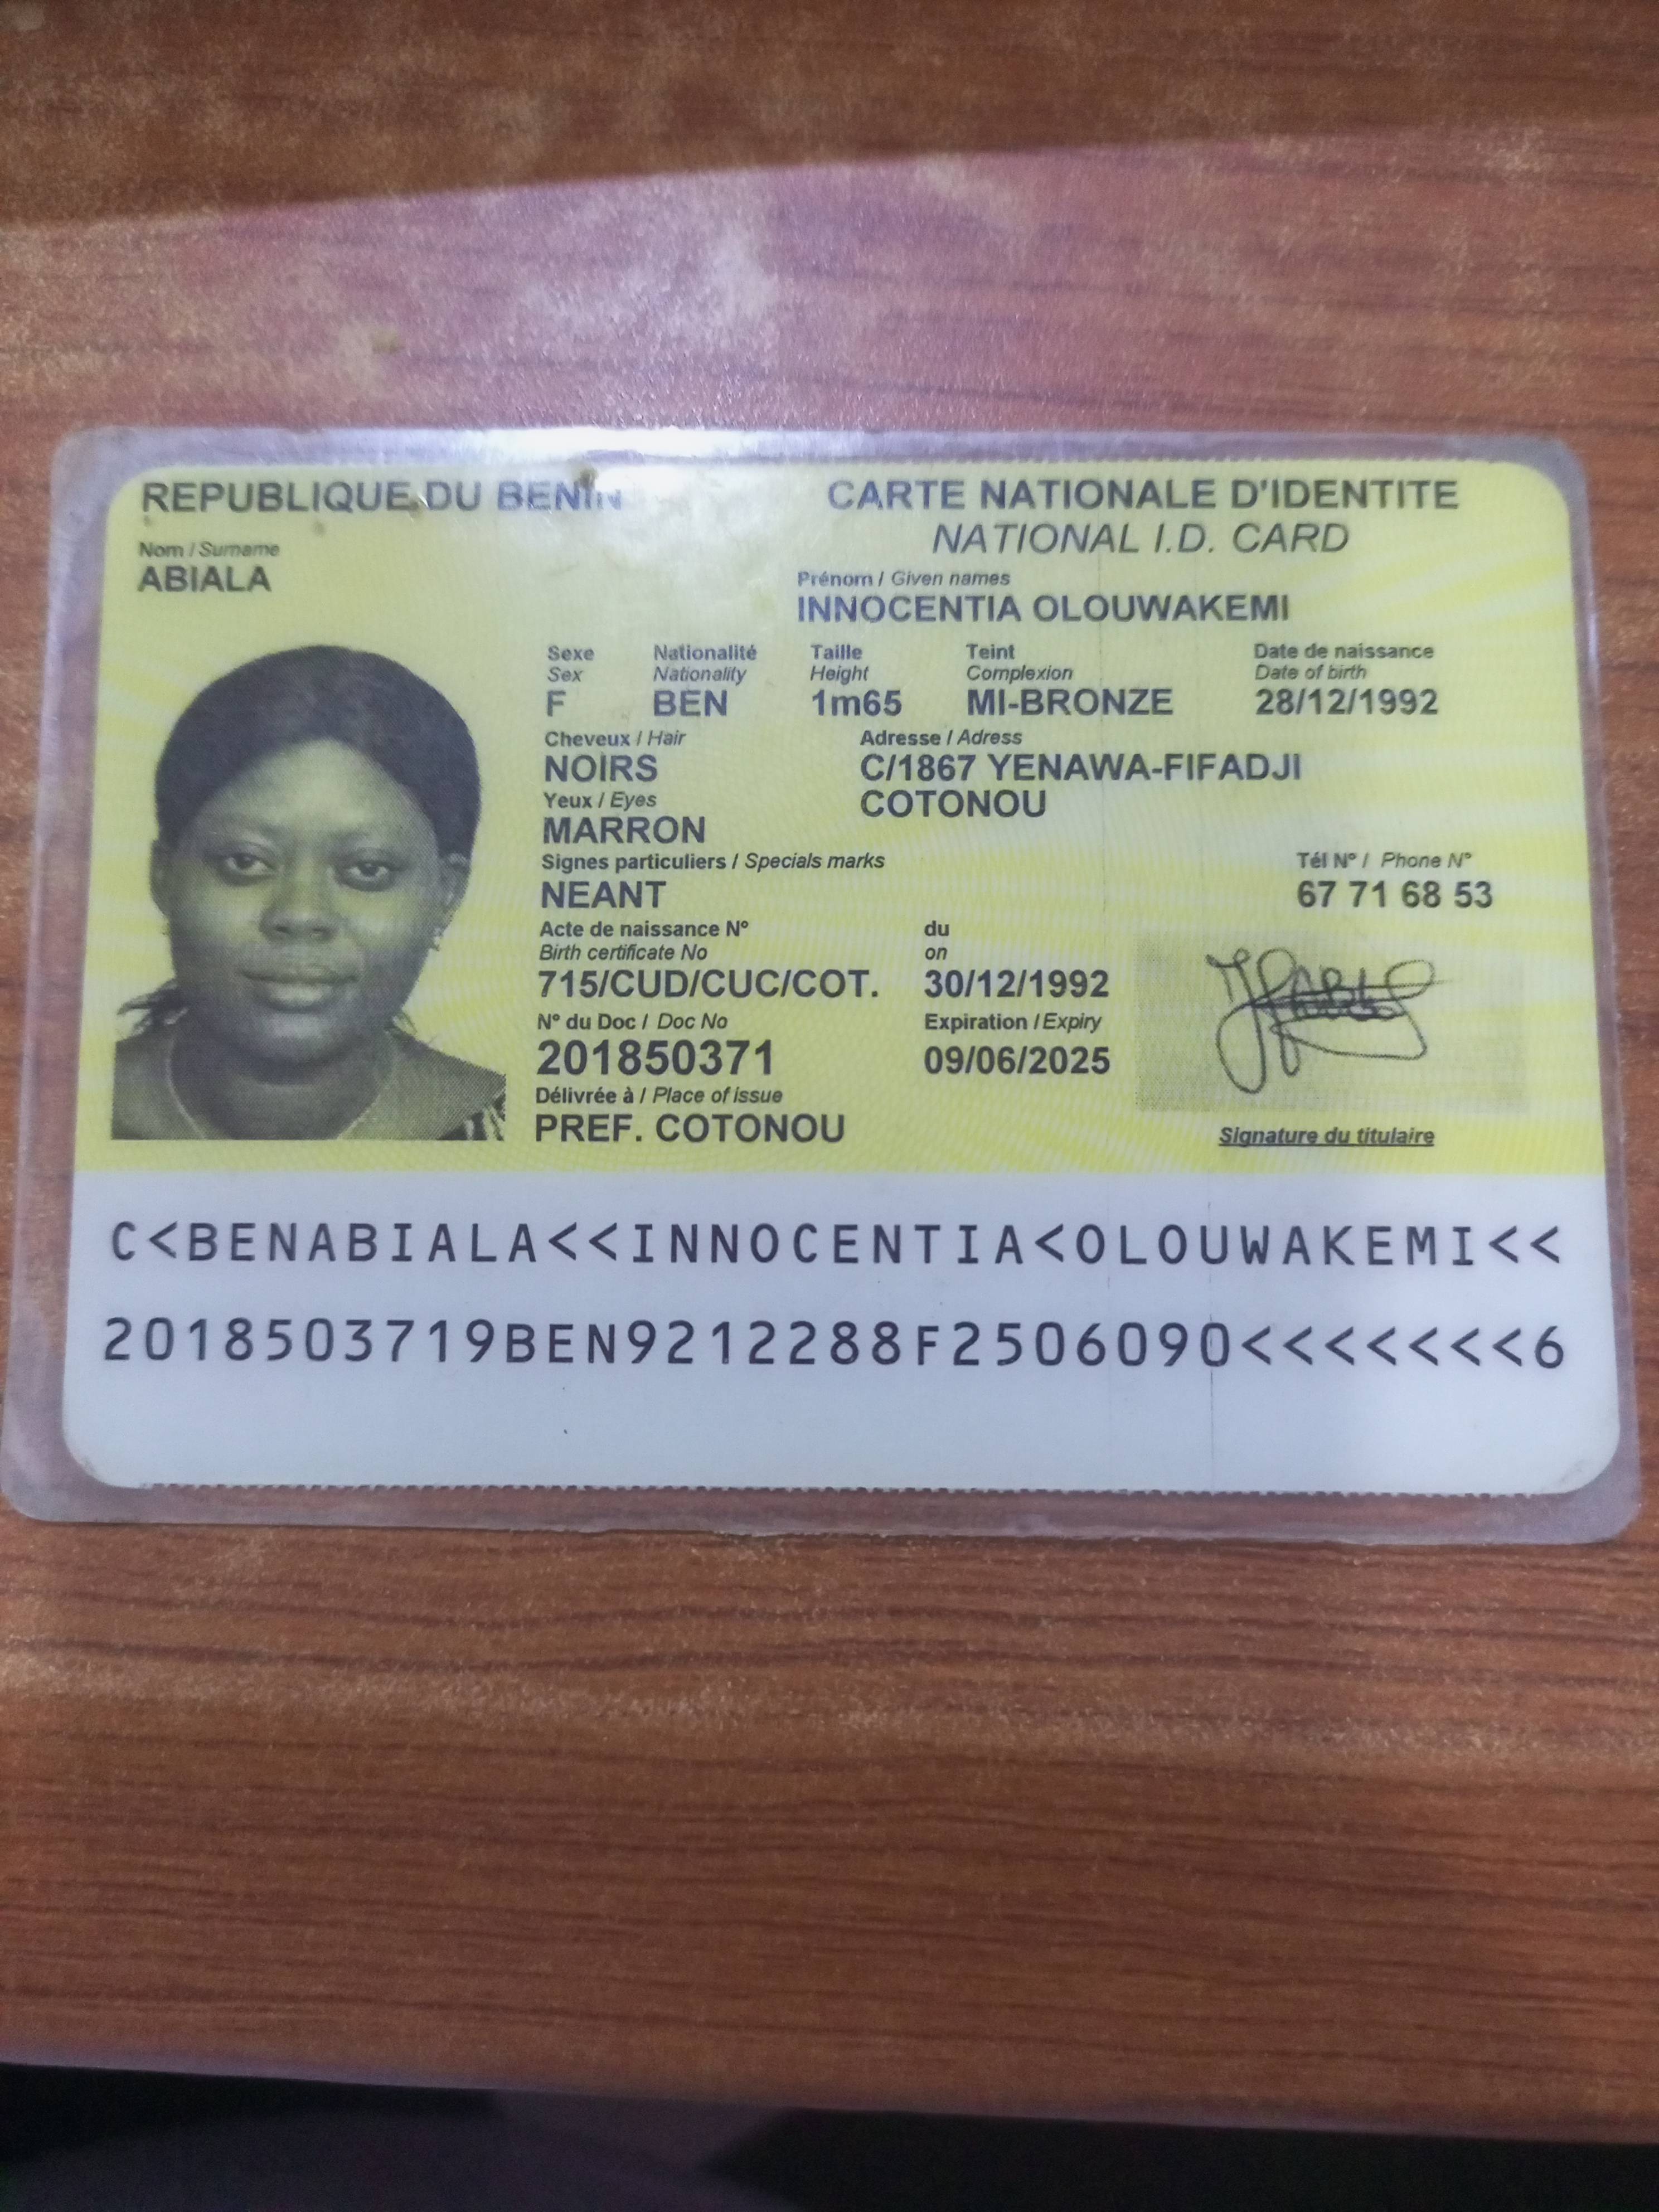 REPUBLIQUE DU BENIN
CARTE NATIONALE D'IDENTITE
NATIONAL I.D. CARD
Nom / Surname
ABIALA
Prénom / Given names
INNOCENTIA OLOUWAKEMI
Sexe Nationalité Taille Teint Date de naissance
Sex Nationality Height Complexion Date of birth
F BEN 1m65 MI-BRONZE 28/12/1992
Cheveux / Hair Adresse / Adress
NOIRS C/1867 YENAWA-FIFADJI
Yeux / Eyes COTONOU
MARRON
Signes particuliers / Specials marks Tél N° / Phone N°
NEANT 67 71 68 53
Acte de naissance N° du
Birth certificate No on
715/CUD/CUC/COT. 30/12/1992
N° du Doc / Doc No Expiration / Expiry
201850371 09/06/2025
Délivrée à / Place of issue
PREF. COTONOU
Signature du titulaire
C<BENABIALA<<INNOCENTIA<OLOUWAKEMI<<
2018503719BEN9212288F2506090<<<<<<<6